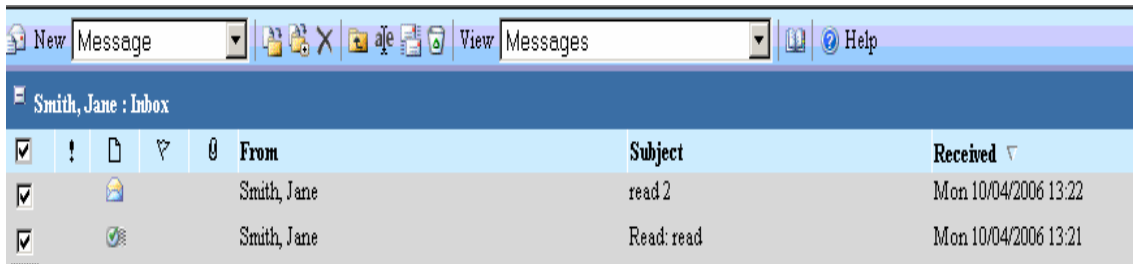 New Message View Messages Help
Smith, Jane : Inbox
! From Subject Received
Smith, Jane read 2 Mon 10/04/2006 13:22
Smith, Jane Read: read Mon 10/04/2006 13:21